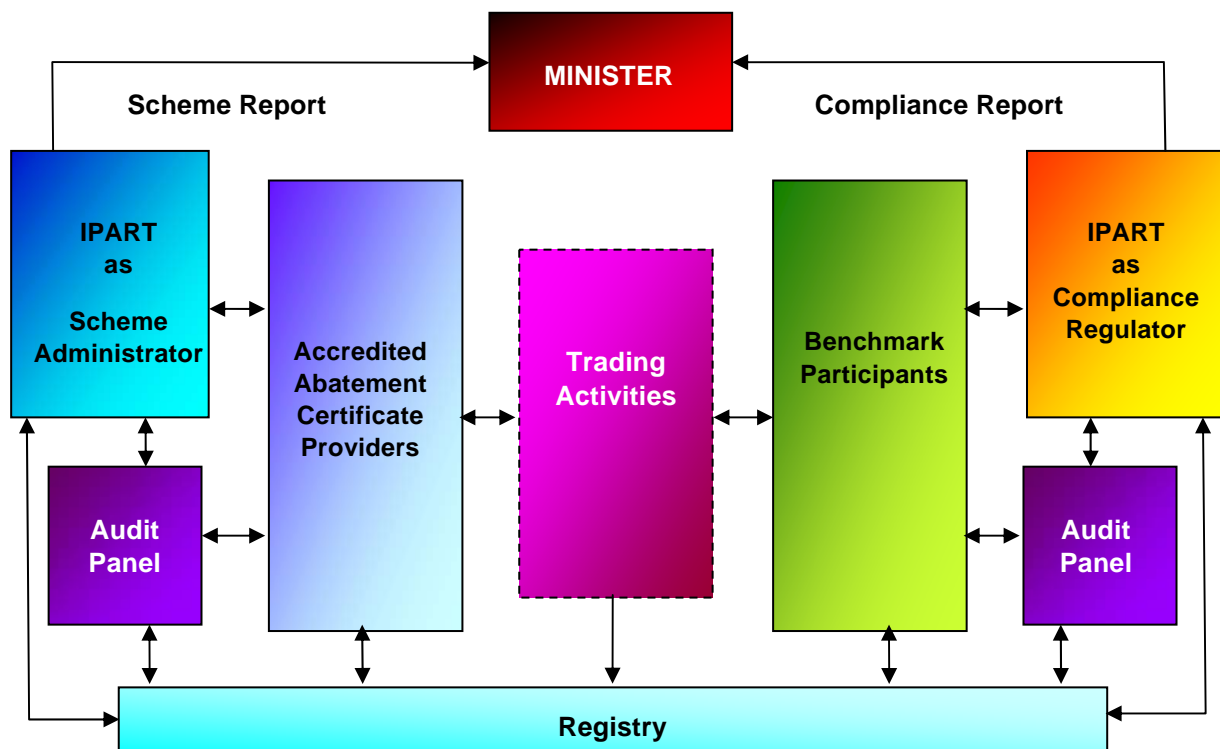 MINISTER
Scheme Report
Compliance Report
IPART
as
Scheme
Administrator
Accredited
Abatement
Certificate
Providers
Trading
Activities
Benchmark
Participants
IPART
as
Compliance
Regulator
Audit
Panel
Audit
Panel
Registry